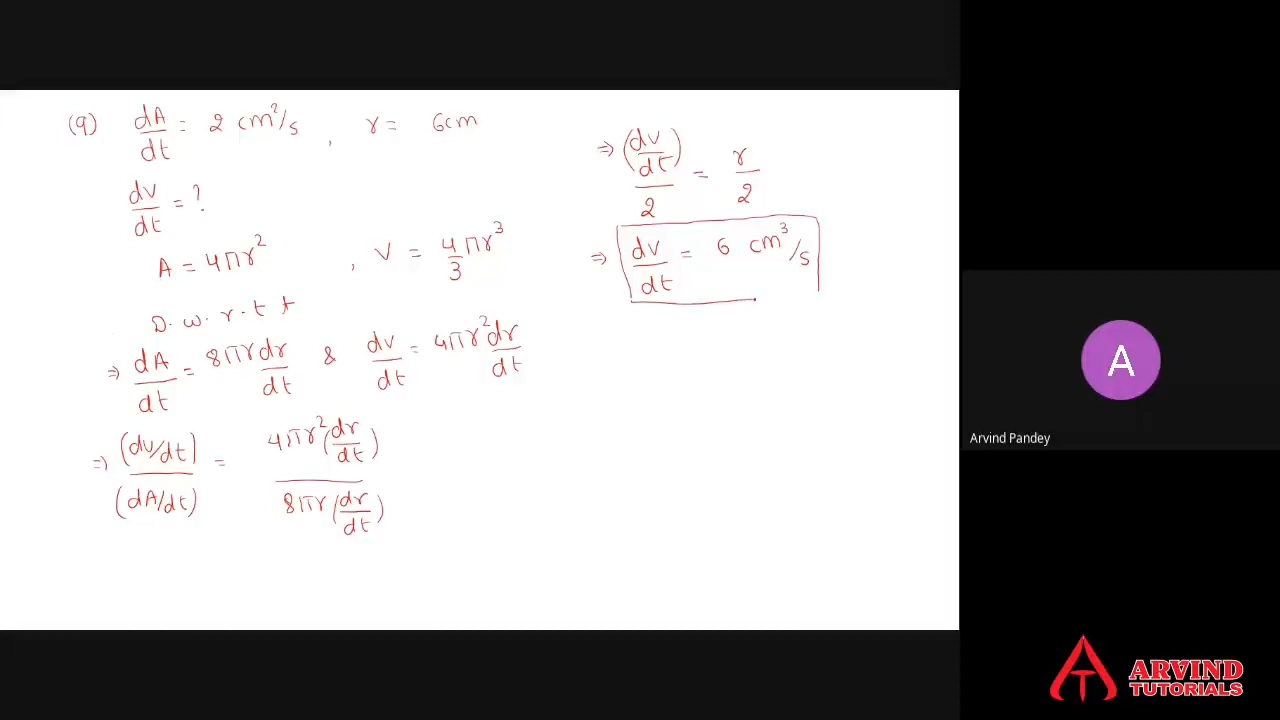 (9) dA/dt = 2 cm²/s , r = 6cm
dv/dt = ?
A = 4πr² , V = 4/3 πr³
D. w. r. t t
⇒ dA/dt = 8πr dr/dt & dv/dt = 4πr² dr/dt
⇒ (dv/dt)/(dA/dt) = 4πr²(dr/dt)/8πr(dr/dt)
⇒ (dv/dt)/2 = r/2
⇒ dv/dt = 6 cm³/s
A
Arvind Pandey
ARVIND
TUTORIALS